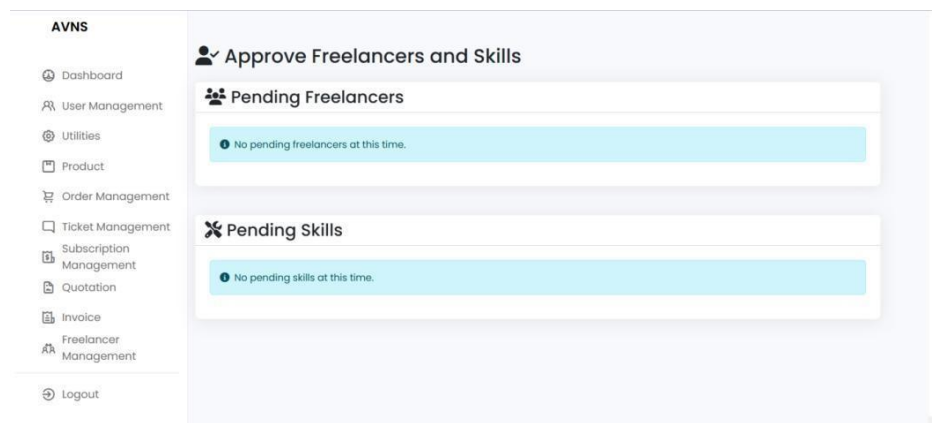 AVNS
Dashboard
User Management
Utilities
Product
Order Management
Ticket Management
Subscription
Management
Quotation
Invoice
Freelancer
Management
Logout
Approve Freelancers and Skills
Pending Freelancers
No pending freelancers at this time.
Pending Skills
No pending skills at this time.